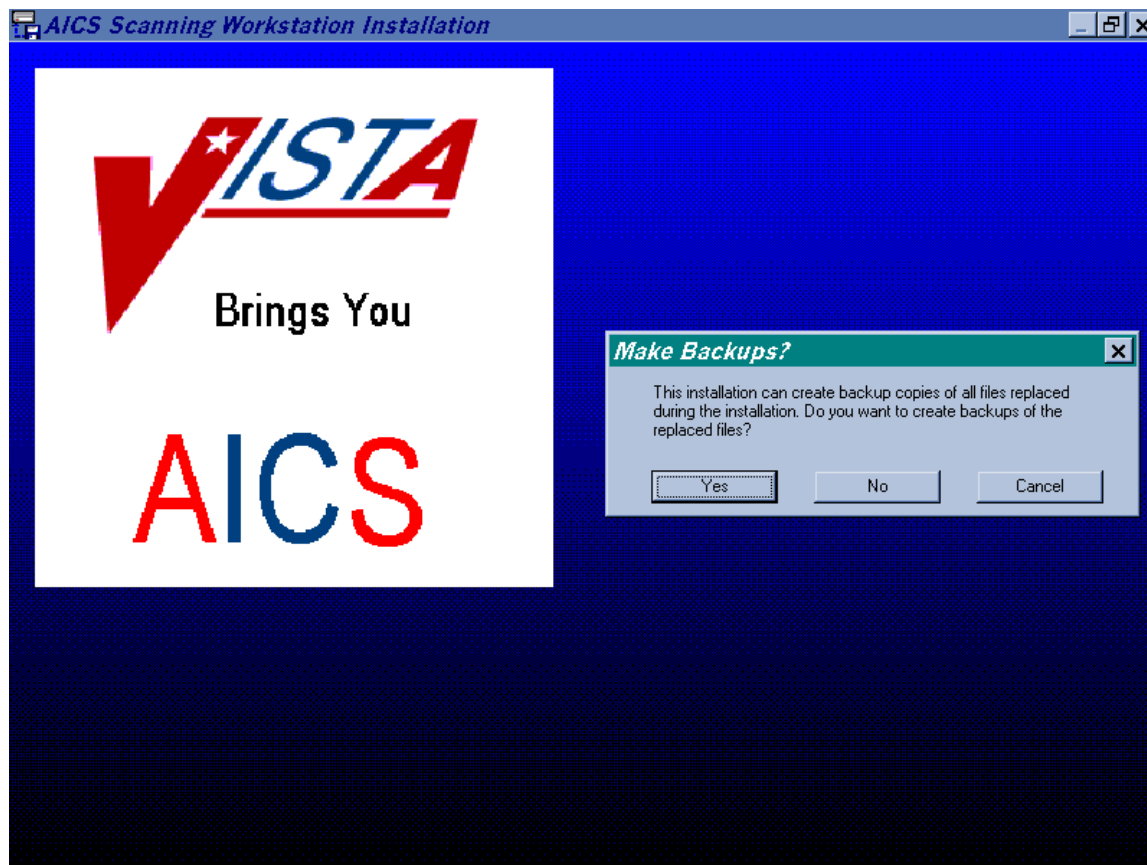 AICS Scanning Workstation Installation
VISTA
Brings You
AICS
Make Backups?
This installation can create backup copies of all files replaced
during the installation. Do you want to create backups of the
replaced files?
Yes No Cancel